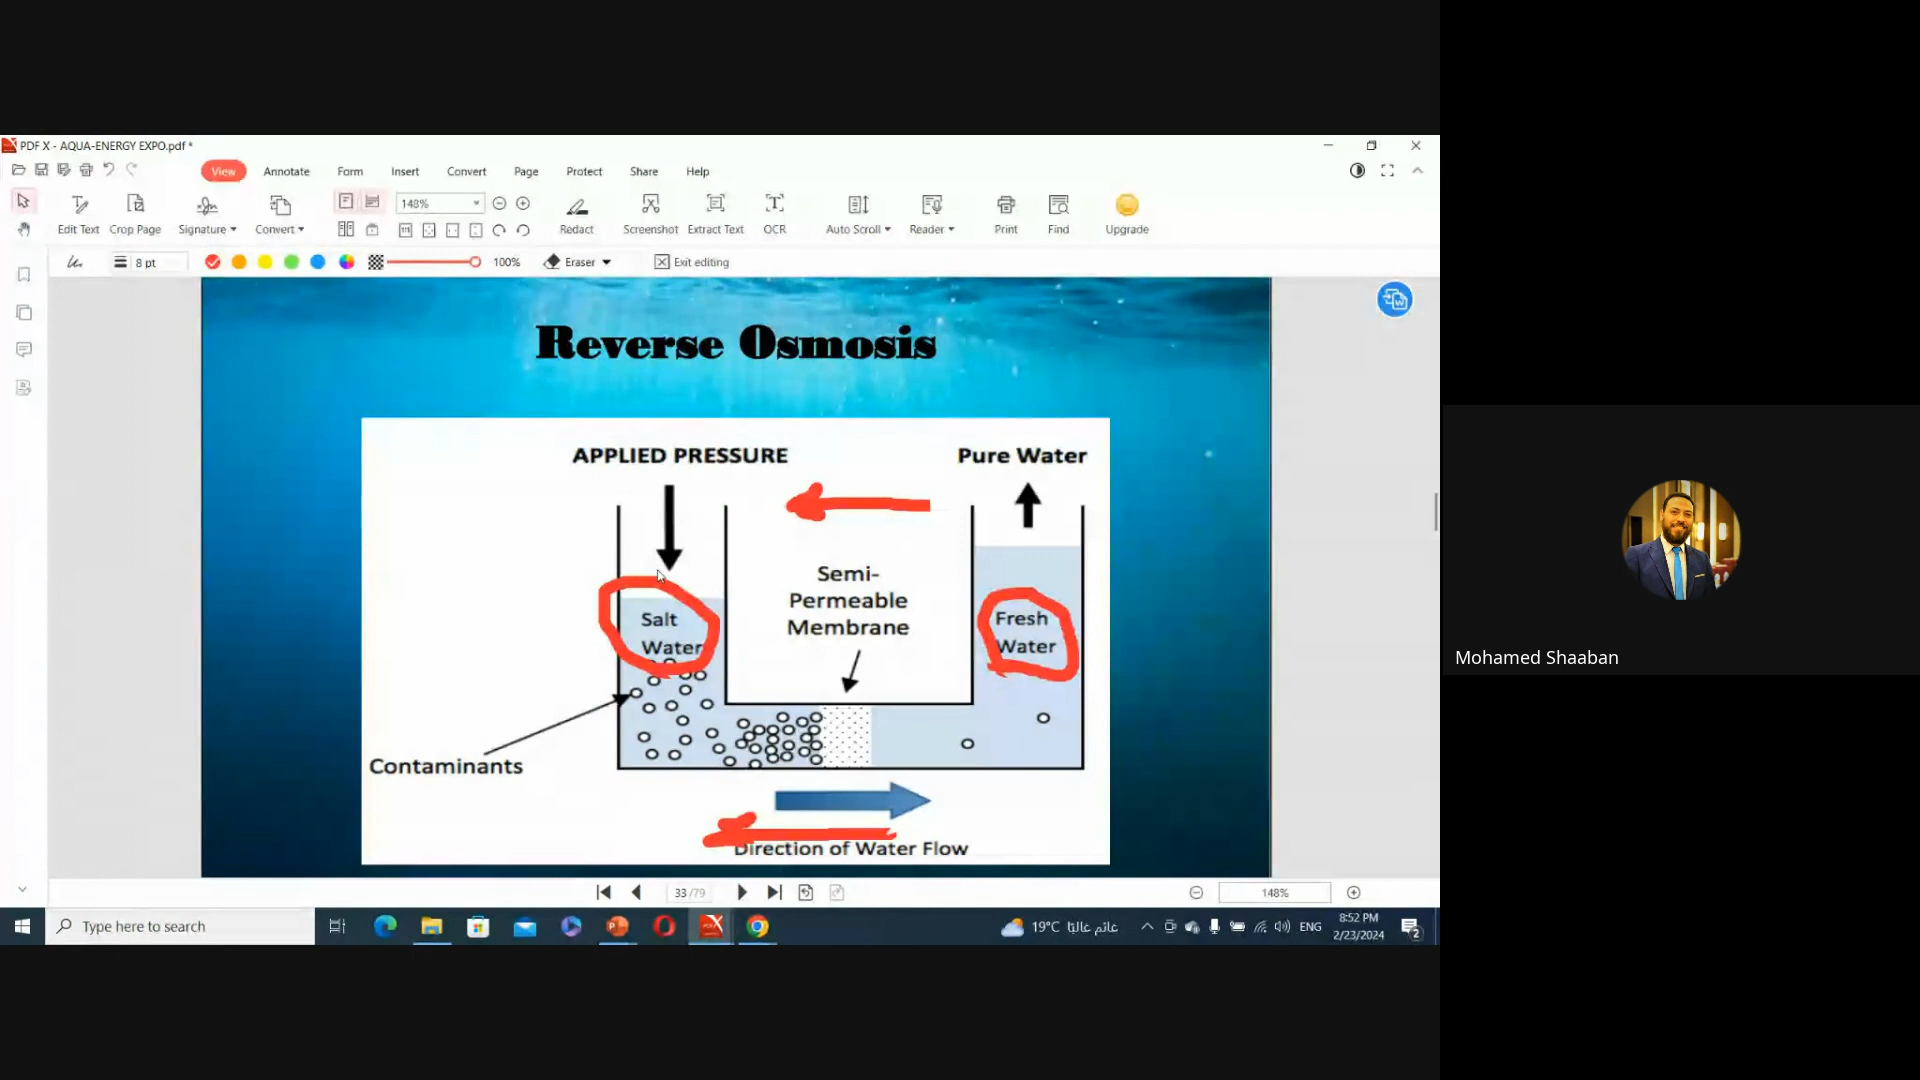 PDF X - AQUA-ENERGY EXPO.pdf *
View Annotate Form Insert Convert Page Protect Share Help
148%
Edit Text Crop Page Signature Convert Redact Screenshot Extract Text OCR Auto Scroll Reader Print Find Upgrade
8 pt 100% Eraser Exit editing
Reverse Osmosis
APPLIED PRESSURE
Pure Water
Semi-
Permeable
Membrane
Salt
Water
Fresh
Water
Contaminants
Direction of Water Flow
33 /79
148%
Type here to search
19°C غائم غالبًا
ENG
8:52 PM
2/23/2024
2
Mohamed Shaaban